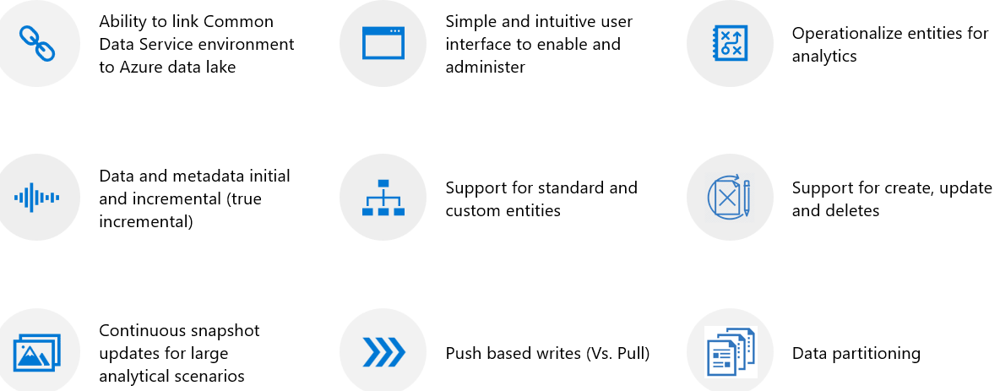 Ability to link Common
Data Service environment
to Azure data lake
Simple and intuitive user
interface to enable and
administer
Operationalize entities for
analytics
Data and metadata initial
and incremental (true
incremental)
Support for standard and
custom entities
Support for create, update
and deletes
Continuous snapshot
updates for large
analytical scenarios
Push based writes (Vs. Pull)
Data partitioning